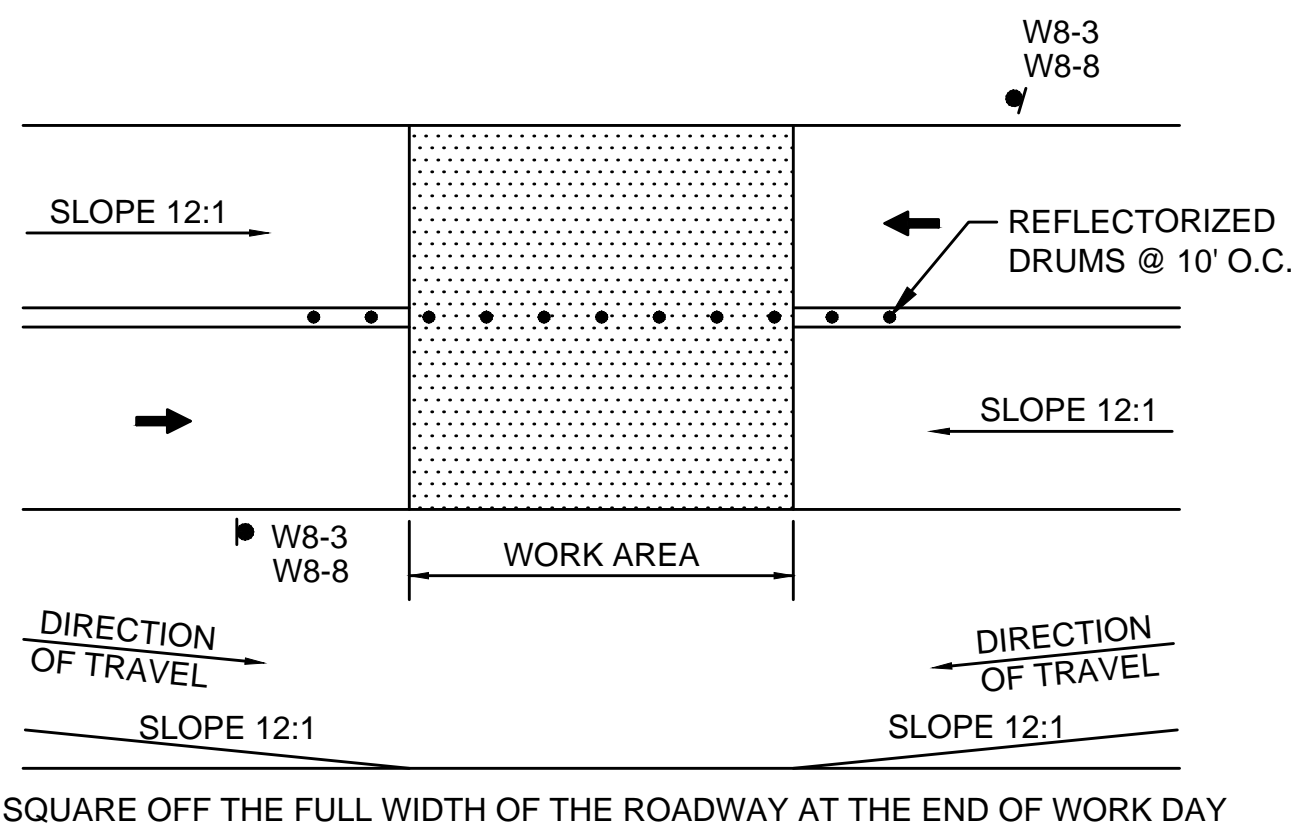 W8-3
W8-8
SLOPE 12:1
REFLECTORIZED
DRUMS @ 10' O.C.
SLOPE 12:1
W8-3
W8-8
WORK AREA
DIRECTION
OF TRAVEL
DIRECTION
OF TRAVEL
SLOPE 12:1
SLOPE 12:1
SQUARE OFF THE FULL WIDTH OF THE ROADWAY AT THE END OF WORK DAY